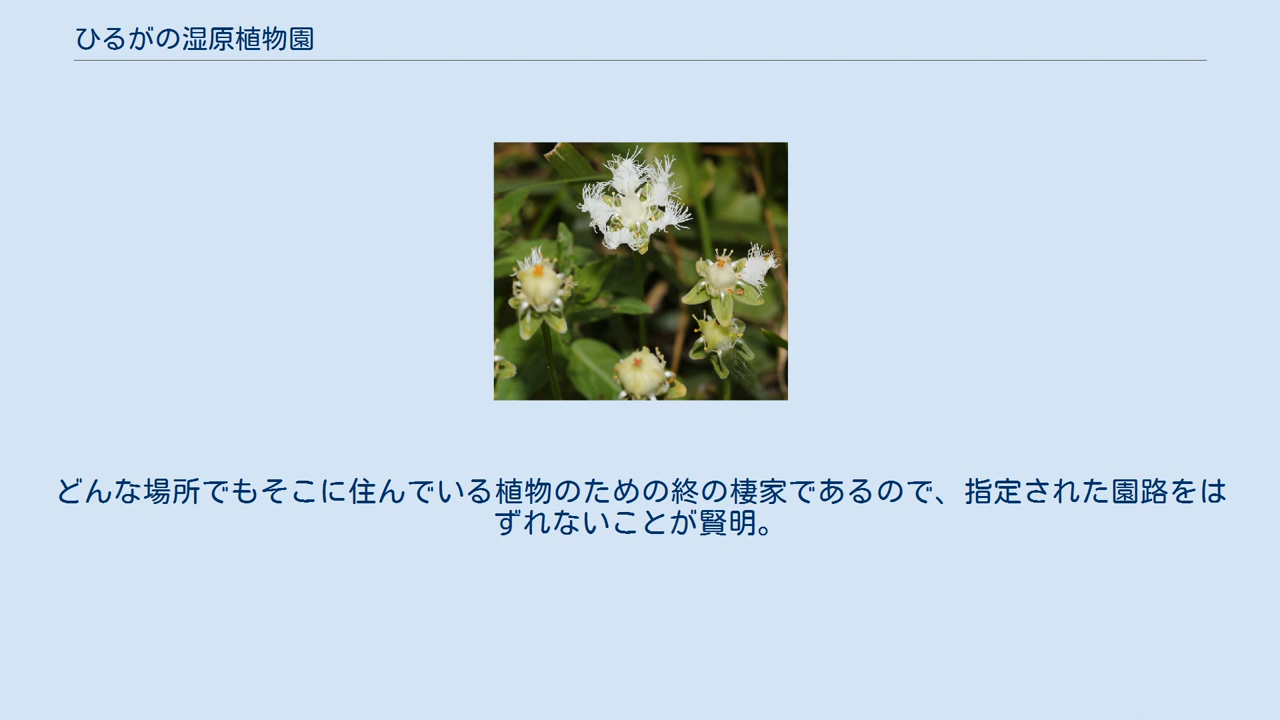 ひるがの湿原植物園
どんな場所でもそこに住んでいる植物のための終の棲家であるので、指定された園路をは
ずれないことが賢明。